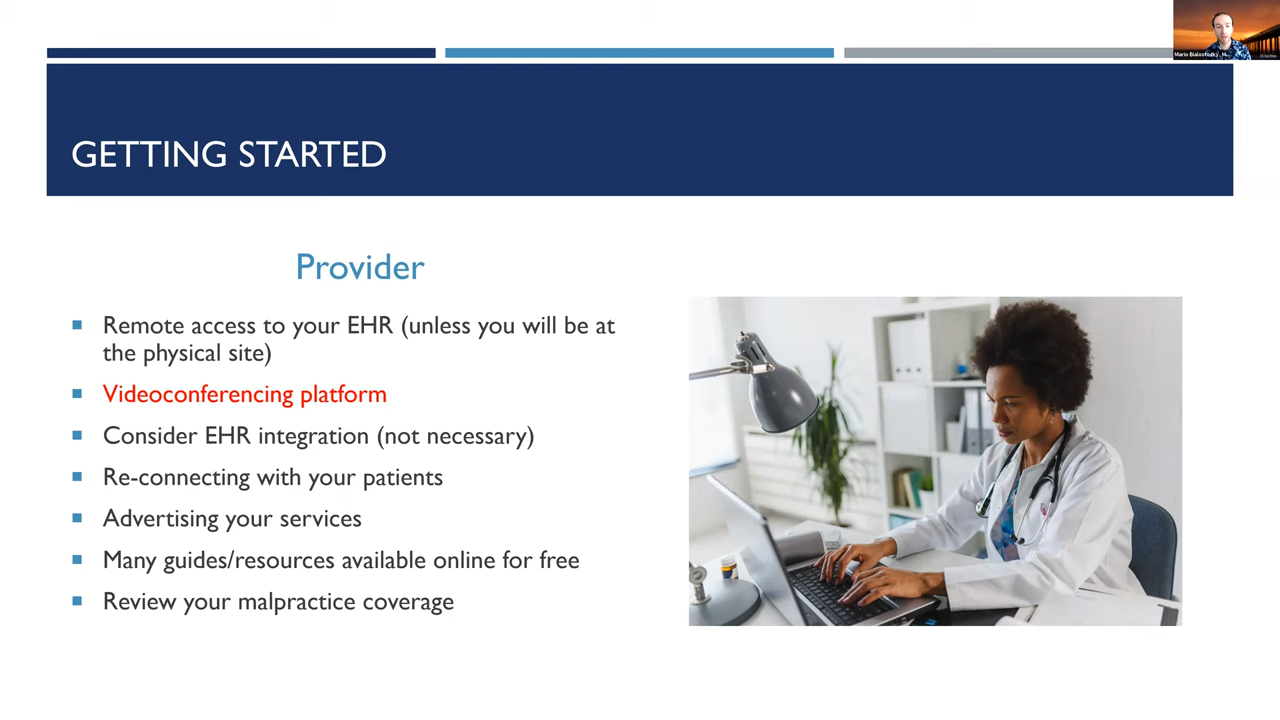 Mario Bialostozky, M...
GETTING STARTED
Provider
Remote access to your EHR (unless you will be at
the physical site)
Videoconferencing platform
Consider EHR integration (not necessary)
Re-connecting with your patients
Advertising your services
Many guides/resources available online for free
Review your malpractice coverage